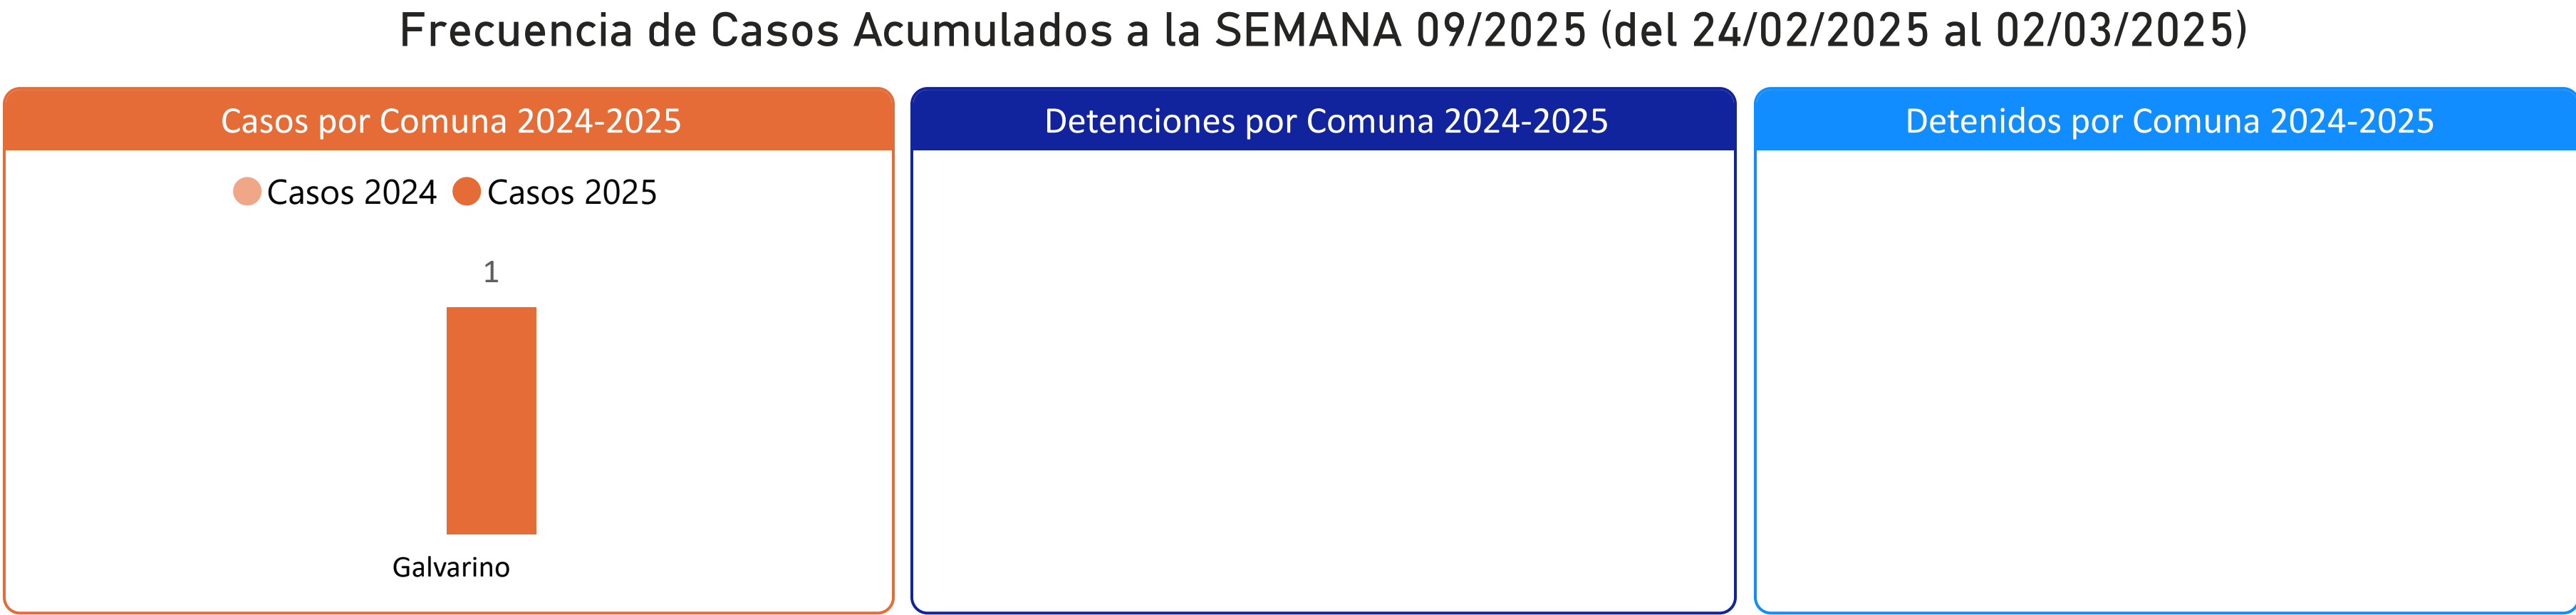 Frecuencia de Casos Acumulados a la SEMANA 09/2025 (del 24/02/2025 al 02/03/2025)
Casos por Comuna 2024-2025
Casos 2024 Casos 2025
1
Galvarino
Detenciones por Comuna 2024-2025
Detenidos por Comuna 2024-2025